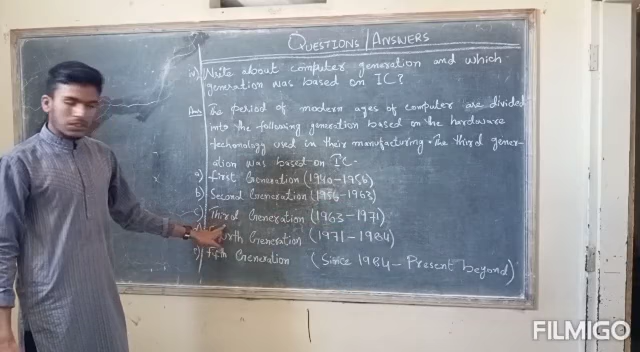 QUESTIONS/ANSWERS
a) Write about computer generation and which
generation was based on IC?
Ans The period of modern ages of computer are divided
into the following generation based on the hardware
technology used in their manufacturing. The third gener-
ation was based on IC.
a) First Generation (1940-1956)
b) Second Generation (1956-1963)
c) Third Generation (1963-1971)
Generation (1971-1984)
e) Fifth Generation (Since 1984-Present beyond)
FILMIGO